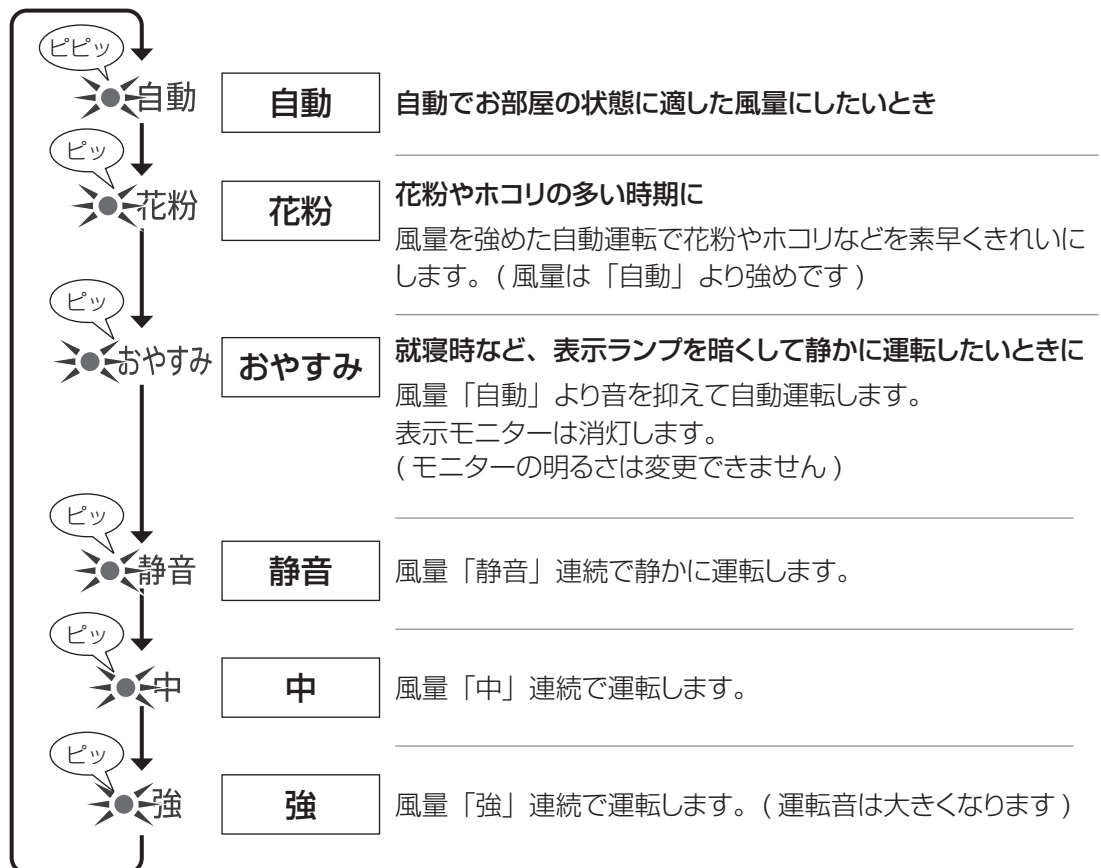 ピピッ
自動
自動
自動でお部屋の状態に適した風量にしたいとき
ピッ
花粉
花粉
花粉やホコリの多い時期に
風量を強めた自動運転で花粉やホコリなどを素早くきれいに
します。( 風量は「自動」より強めです )
ピッ
おやすみ
おやすみ
就寝時など、表示ランプを暗くして静かに運転したいときに
風量「自動」より音を抑えて自動運転します。
表示モニターは消灯します。
( モニターの明るさは変更できません )
ピッ
静音
静音
風量「静音」連続で静かに運転します。
ピッ
中
中
風量「中」連続で運転します。
ピッ
強
強
風量「強」連続で運転します。( 運転音は大きくなります )